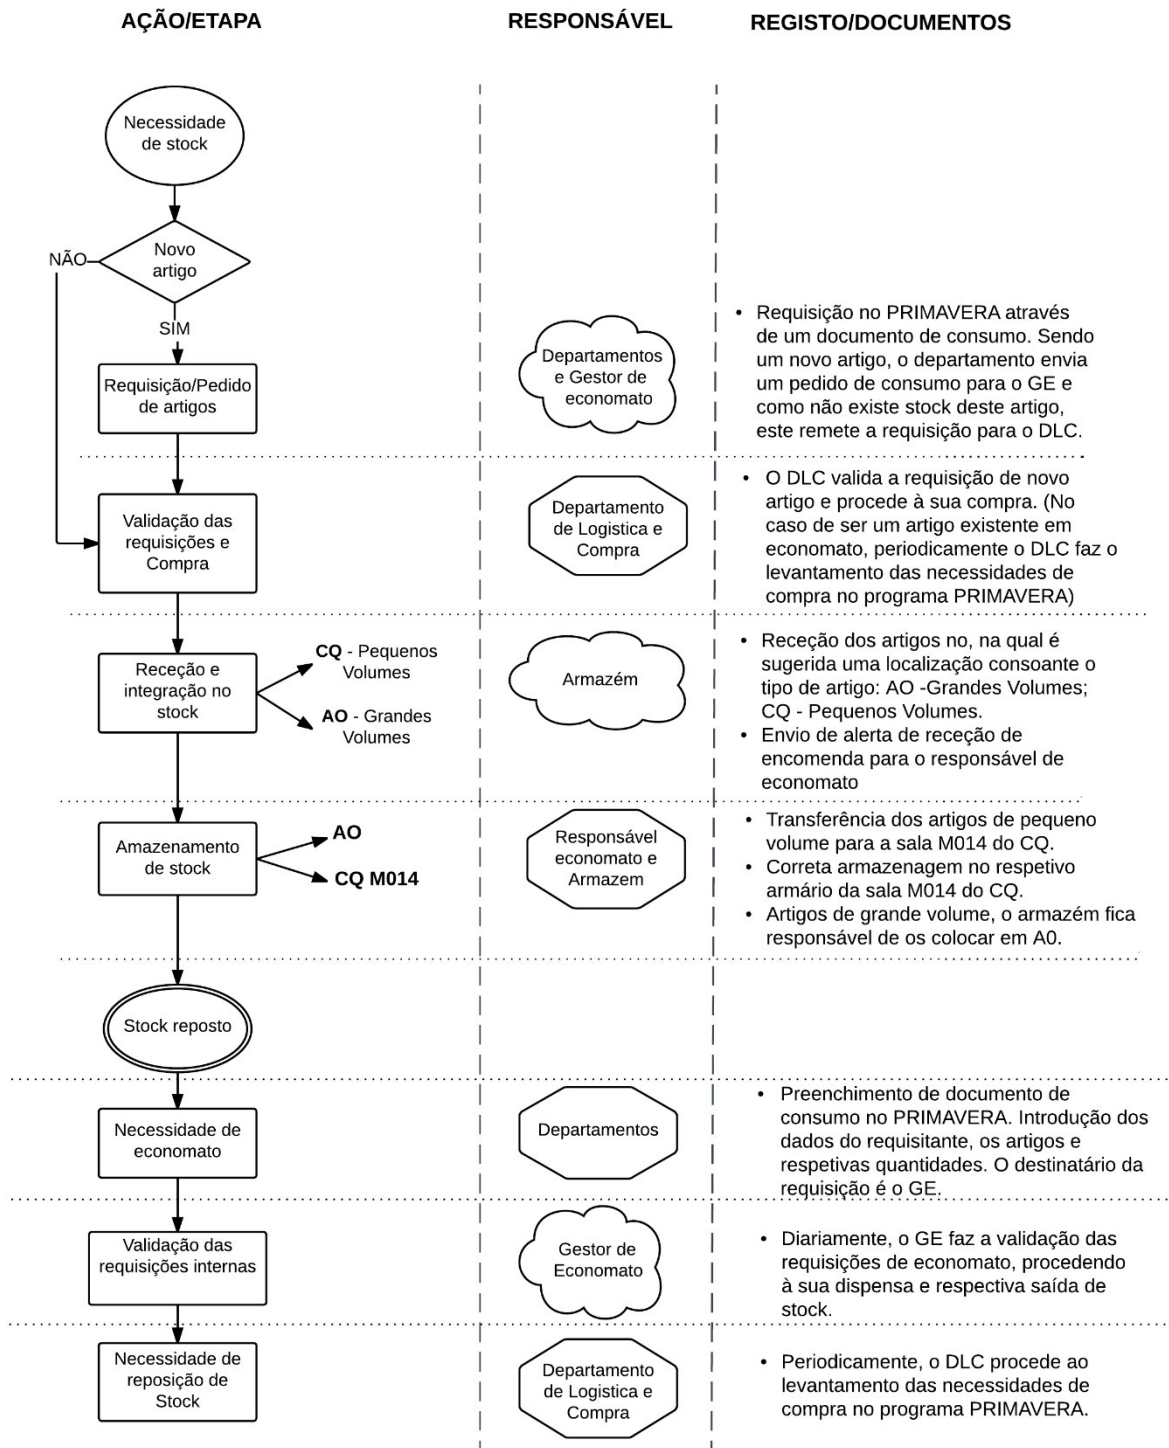 AÇÃO/ETAPA
RESPONSÁVEL
REGISTO/DOCUMENTOS
Necessidade
de stock
Novo
artigo
NÃO
SIM
Requisição/Pedido
de artigos
Departamentos
e Gestor de
economato
• Requisição no PRIMAVERA através
de um documento de consumo. Sendo
um novo artigo, o departamento envia
um pedido de consumo para o GE e
como não existe stock deste artigo,
este remete a requisição para o DLC.
Validação das
requisições e
Compra
Departamento
de Logistica e
Compra
• O DLC valida a requisição de novo
artigo e procede à sua compra. (No
caso de ser um artigo existente em
economato, periodicamente o DLC faz o
levantamento das necessidades de
compra no programa PRIMAVERA)
Receção e
integração no
stock
CQ - Pequenos
Volumes
AO - Grandes
Volumes
Armazém
• Receção dos artigos no, na qual é
sugerida uma localização consoante o
tipo de artigo: AO -Grandes Volumes;
CQ - Pequenos Volumes.
• Envio de alerta de receção de
encomenda para o responsável de
economato
Amazenamento
de stock
AO
CQ M014
Responsável
economato e
Armazem
• Transferência dos artigos de pequeno
volume para a sala M014 do CQ.
• Correta armazenagem no respetivo
armário da sala M014 do CQ.
• Artigos de grande volume, o armazém fica
responsável de os colocar em A0.
Stock reposto
Necessidade de
economato
Departamentos
• Preenchimento de documento de
consumo no PRIMAVERA. Introdução dos
dados do requisitante, os artigos e
respetivas quantidades. O destinatário da
requisição é o GE.
Validação das
requisições internas
Gestor de
Economato
• Diariamente, o GE faz a validação das
requisições de economato, procedendo
à sua dispensa e respectiva saída de
stock.
Necessidade de
reposição de
Stock
Departamento
de Logistica e
Compra
• Periodicamente, o DLC procede ao
levantamento das necessidades de
compra no programa PRIMAVERA.